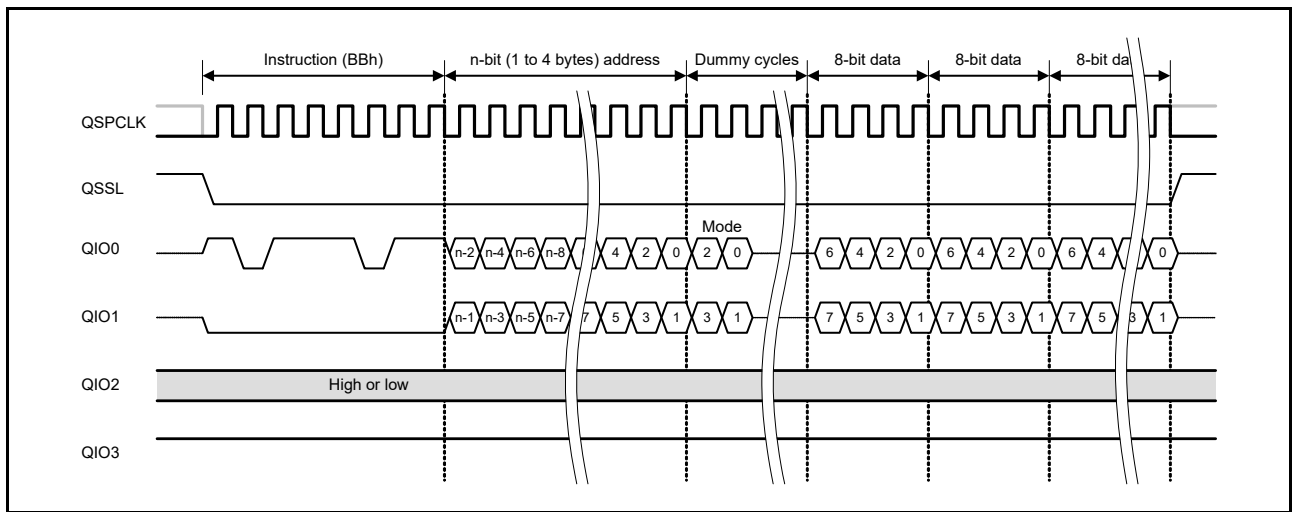 Instruction (BBh) n-bit (1 to 4 bytes) address Dummy cycles 8-bit data 8-bit data 8-bit da
QSPCLK
QSSL
Mode
QIO0 n-2 n-4 n-6 n-8 4 2 0 2 0 6 4 2 0 6 4 2 0 6 4 0
QIO1 n-1 n-3 n-5 n-7 7 5 3 1 3 1 7 5 3 1 7 5 3 1 7 5 3 1
QIO2 High or low
QIO3